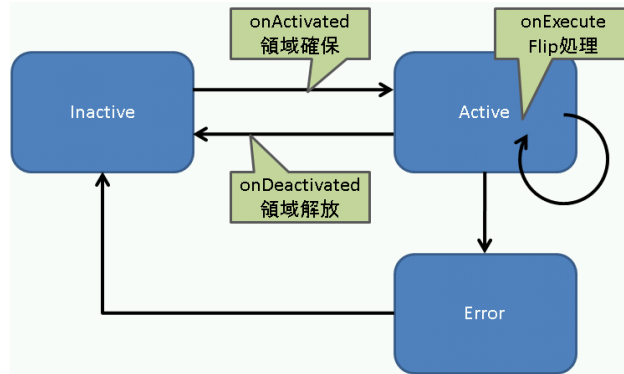 onActivated
領域確保
onExecute
Flip処理
Inactive
Active
onDeactivated
領域解放
Error